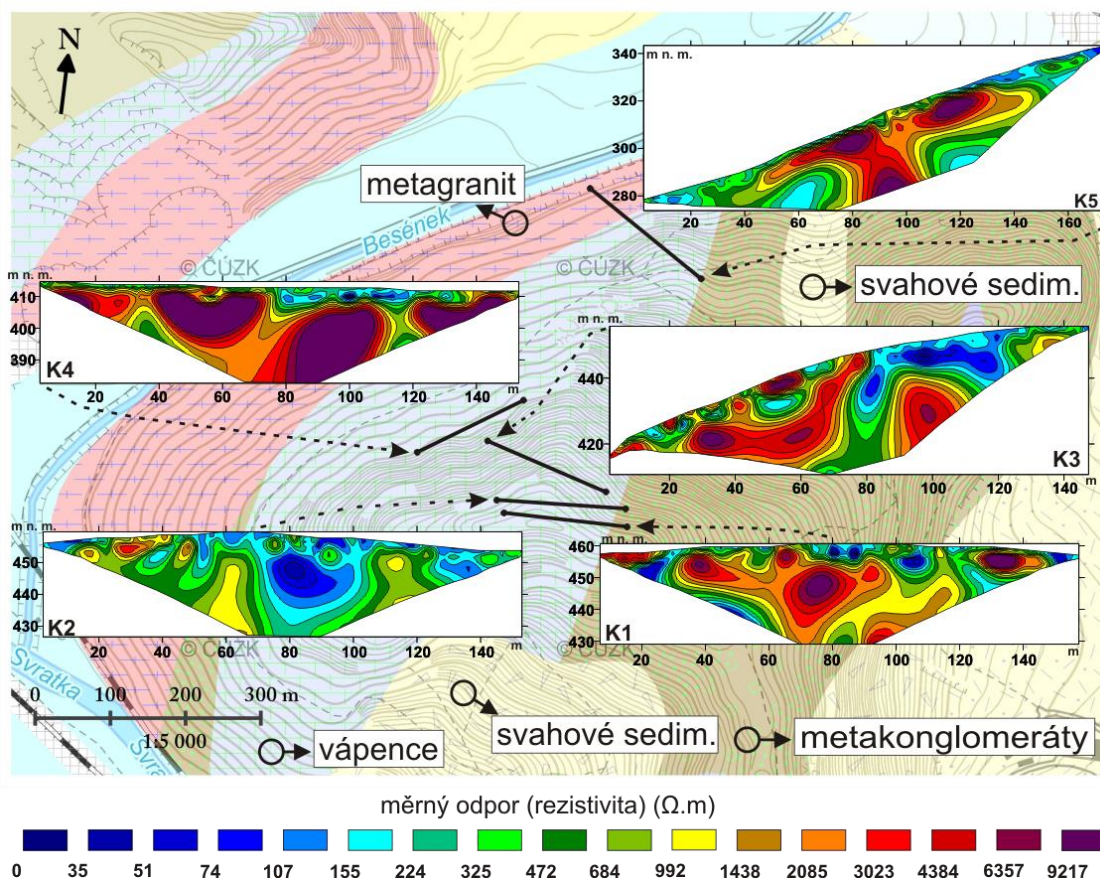 N
m n. m.
340
320
300
280
20 40 60 80 100 120 140 160
m
K5
metagranit
Besének
© ČÚZK
© ČÚZK
svahové sedim.
m n. m.
410
400
390
K4
20 40 60 80 100 120 140
m
m n. m.
440
420
K3
20 40 60 80 100 120 140
m
m n. m.
450
440
430
K2
20 40 60 80 100 120 140
m
m n. m.
460
450
440
430
K1
20 40 60 80 100 120 140
m
© ČÚZK
© ČÚZK
Svratka
0 100 200 300 m
1:5 000
Svra
svahové sedim.
vápence
metakonglomeráty
měrný odpor (rezistivita) (Ω.m)
0 35 51 74 107 155 224 325 472 684 992 1438 2085 3023 4384 6357 9217